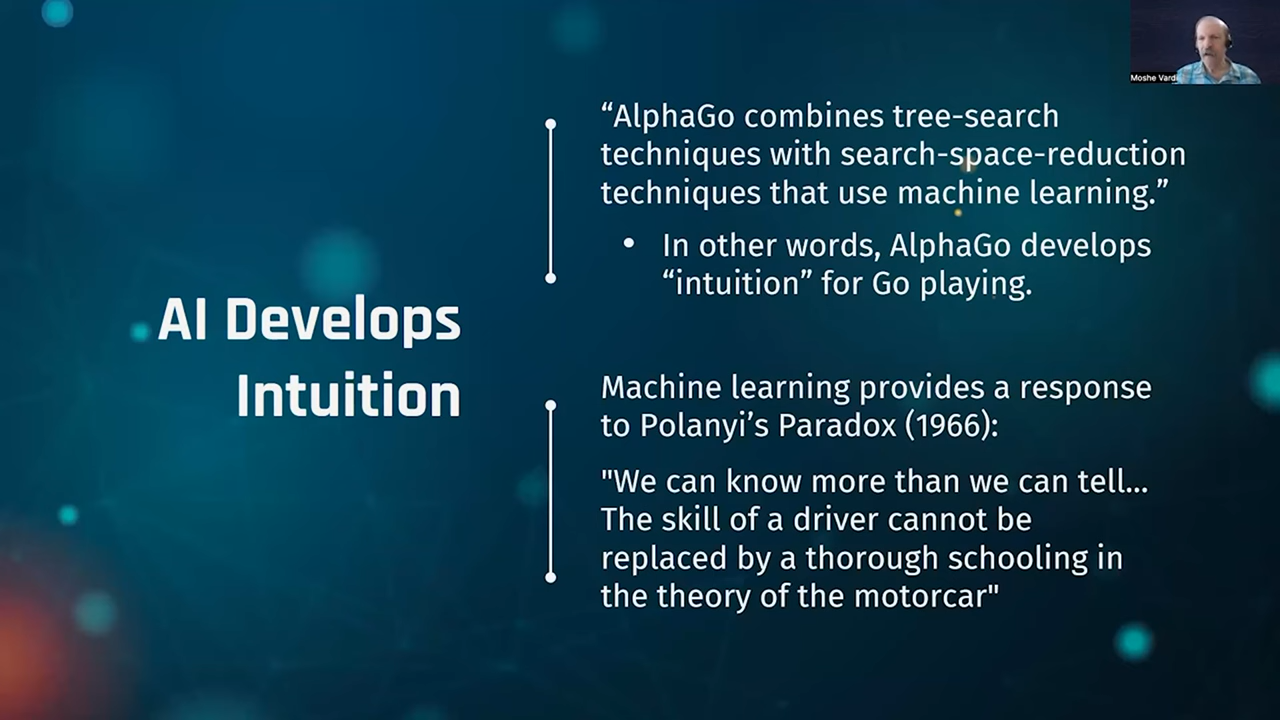 Moshe Vardi
AI Develops
Intuition
“AlphaGo combines tree-search
techniques with search-space-reduction
techniques that use machine learning.”
• In other words, AlphaGo develops
“intuition” for Go playing.
Machine learning provides a response
to Polanyi’s Paradox (1966):
"We can know more than we can tell...
The skill of a driver cannot be
replaced by a thorough schooling in
the theory of the motorcar"